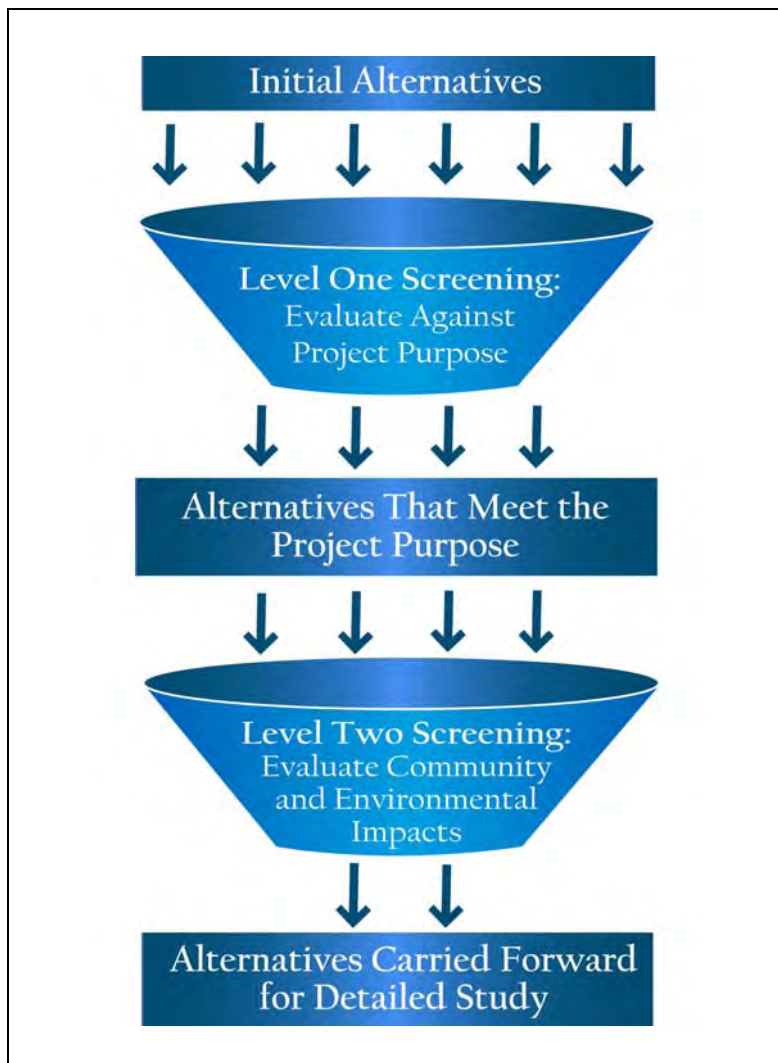 Initial Alternatives
Level One Screening:
Evaluate Against
Project Purpose
Alternatives That Meet the
Project Purpose
Level Two Screening:
Evaluate Community
and Environmental
Impacts
Alternatives Carried Forward
for Detailed Study